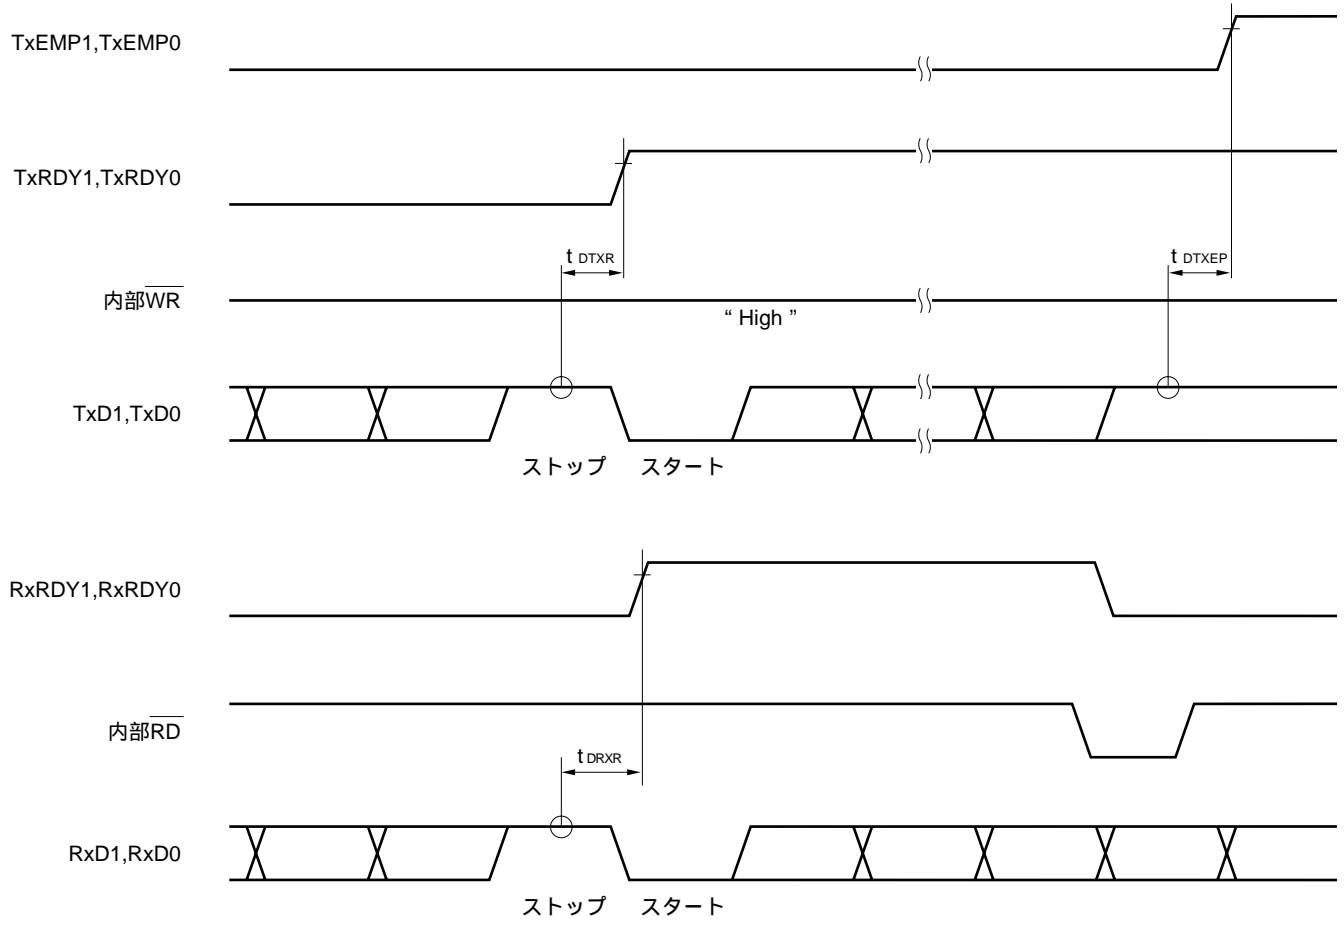 TxEMP1,TxEMP0
TxRDY1,TxRDY0
t DTXR
t DTXEP
内部WR
“ High ”
TxD1,TxD0
ストップ スタート
RxRDY1,RxRDY0
内部RD
t DRXR
RxD1,RxD0
ストップ スタート